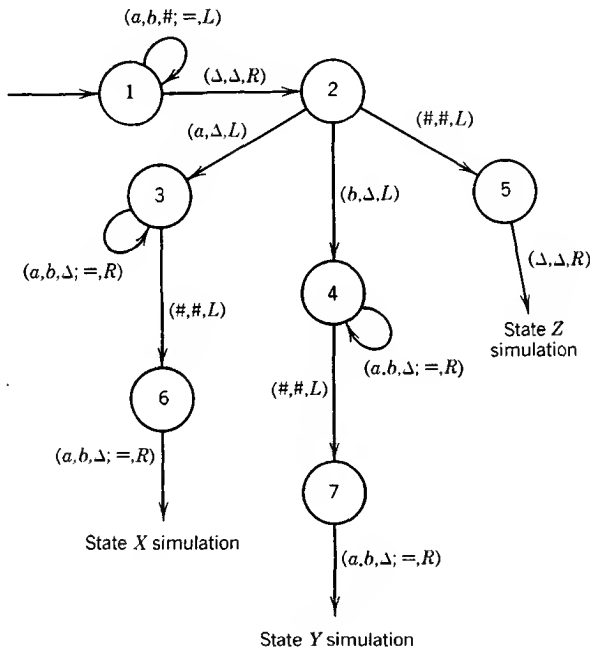 (a,b,#; =,L)
1
(Δ,Δ,R)
2
(a,Δ,L)
(#,#,L)
3
(b,Δ,L)
5
(a,b,Δ; =,R)
4
(Δ,Δ,R)
(#,#,L)
State Z
simulation
(a,b,Δ; =,R)
6
(#,#,L)
(a,b,Δ; =,R)
7
State X simulation
(a.b,Δ; =,R)
State Y simulation